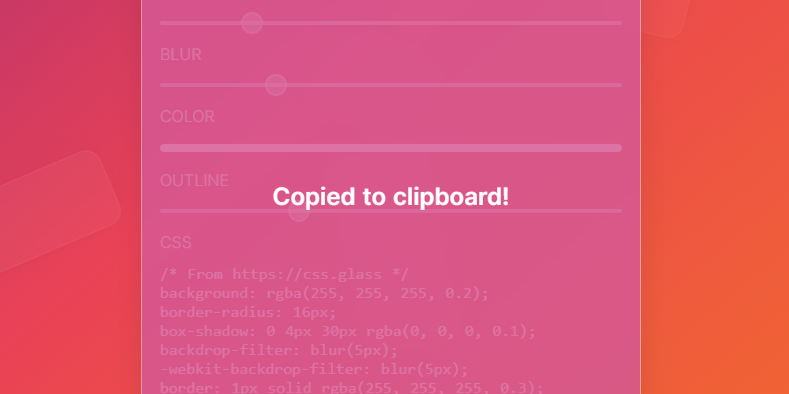 BLUR
COLOR
OUTLINE
Copied to clipboard!
CSS
/* From https://css.glass */
background: rgba(255, 255, 255, 0.2);
border-radius: 16px;
box-shadow: 0 4px 30px rgba(0, 0, 0, 0.1);
backdrop-filter: blur(5px);
-webkit-backdrop-filter: blur(5px);
border: 1px solid rgba(255, 255, 255, 0.3);